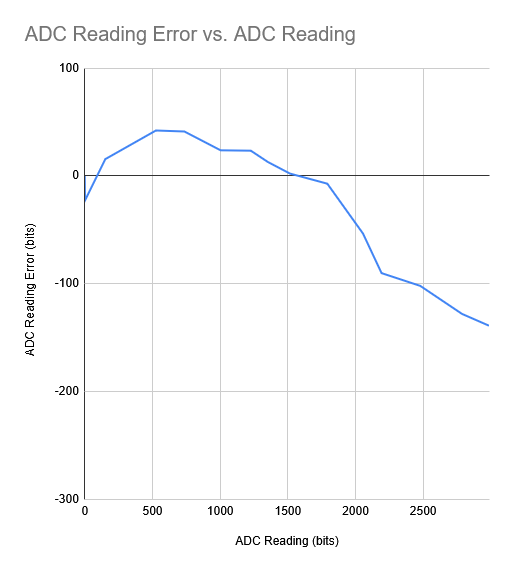 ADC Reading Error vs. ADC Reading
100
0
-100
-200
-300
ADC Reading Error (bits)
0 500 1000 1500 2000 2500
ADC Reading (bits)